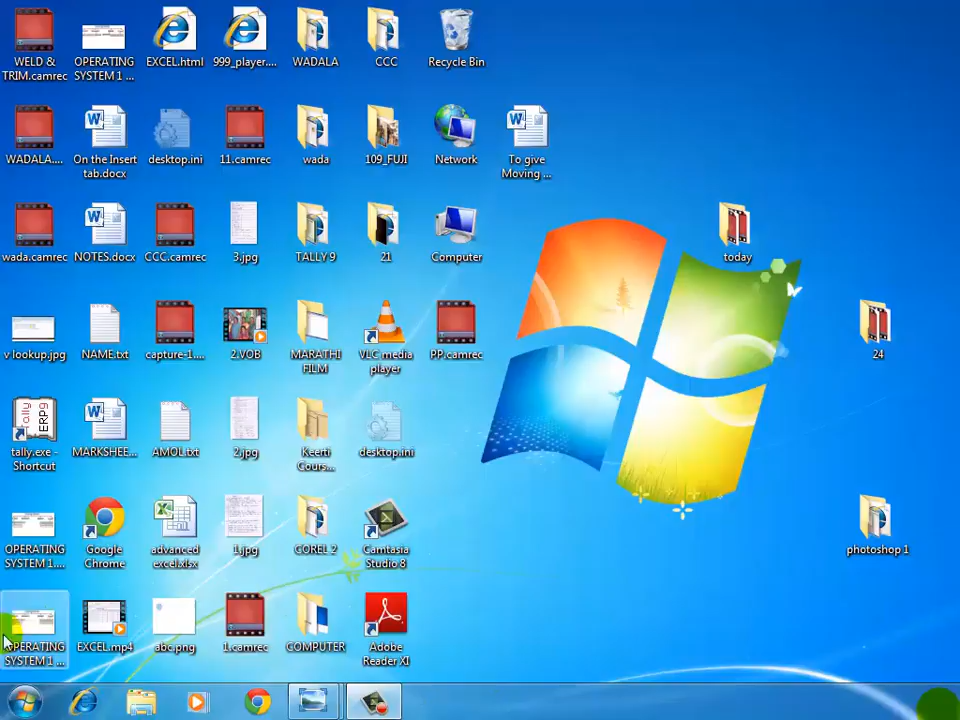 WELD &
TRIM.camrec
OPERATING
SYSTEM 1 ...
EXCEL.html
999_player....
WADALA
CCC
Recycle Bin
WADALA....
On the Insert
tab.docx
desktop.ini
11.camrec
wada
109_FUJI
Network
To give
Moving ...
wada.camrec
NOTES.docx
CCC.camrec
3.jpg
TALLY 9
21
Computer
today
v lookup.jpg
NAME.txt
capture-1....
2.VOB
MARATHI
FILM
VLC media
player
PP.camrec
24
Tally
ERP9
tally.exe -
Shortcut
MARKSHEE...
AMOL.txt
2.jpg
Keerti
Cours...
desktop.ini
OPERATING
SYSTEM 1....
Google
Chrome
advanced
excel.xlsx
1.jpg
COREL 2
Camtasia
Studio 8
photoshop 1
OPERATING
SYSTEM 1 ...
EXCEL.mp4
abc.png
1.camrec
COMPUTER
Adobe
Reader XI